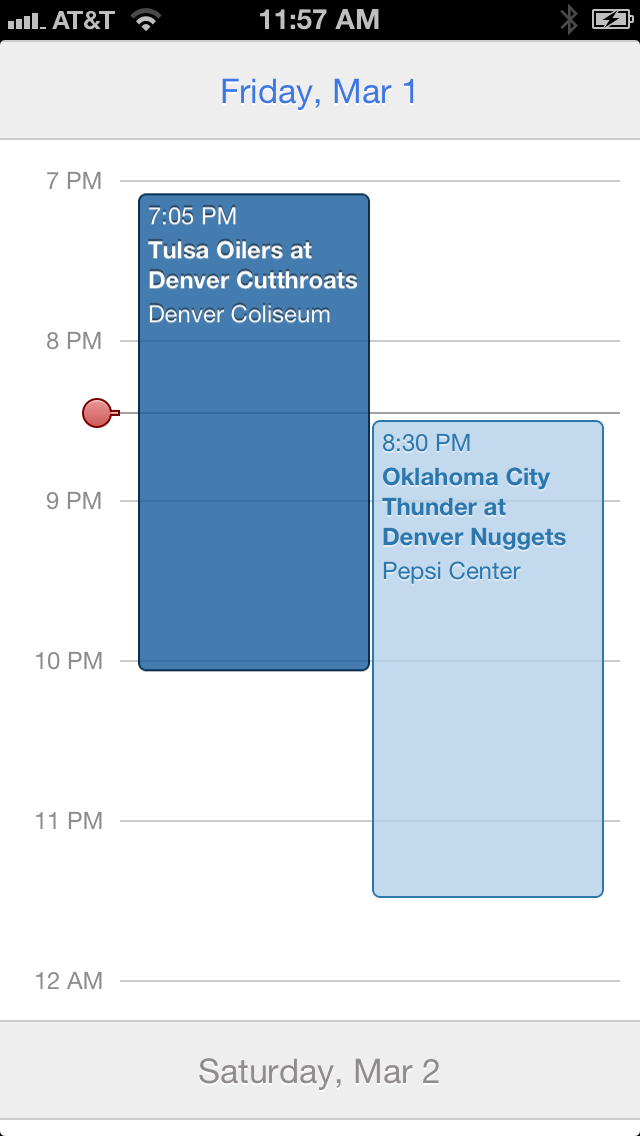 AT&T 11:57 AM
Friday, Mar 1
7 PM
7:05 PM
Tulsa Oilers at
Denver Cutthroats
Denver Coliseum
8 PM
8:30 PM
Oklahoma City
Thunder at
Denver Nuggets
Pepsi Center
9 PM
10 PM
11 PM
12 AM
Saturday, Mar 2